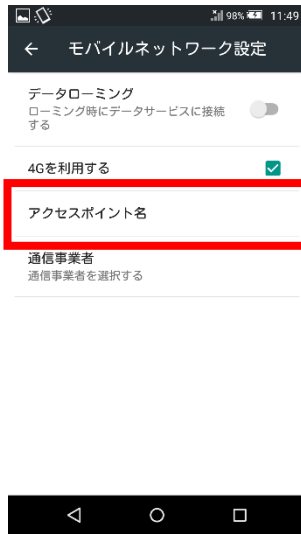 98% 11:49
モバイルネットワーク設定
データローミング
ローミング時にデータサービスに接続
する
4Gを利用する
アクセスポイント名
通信事業者
通信事業者を選択する